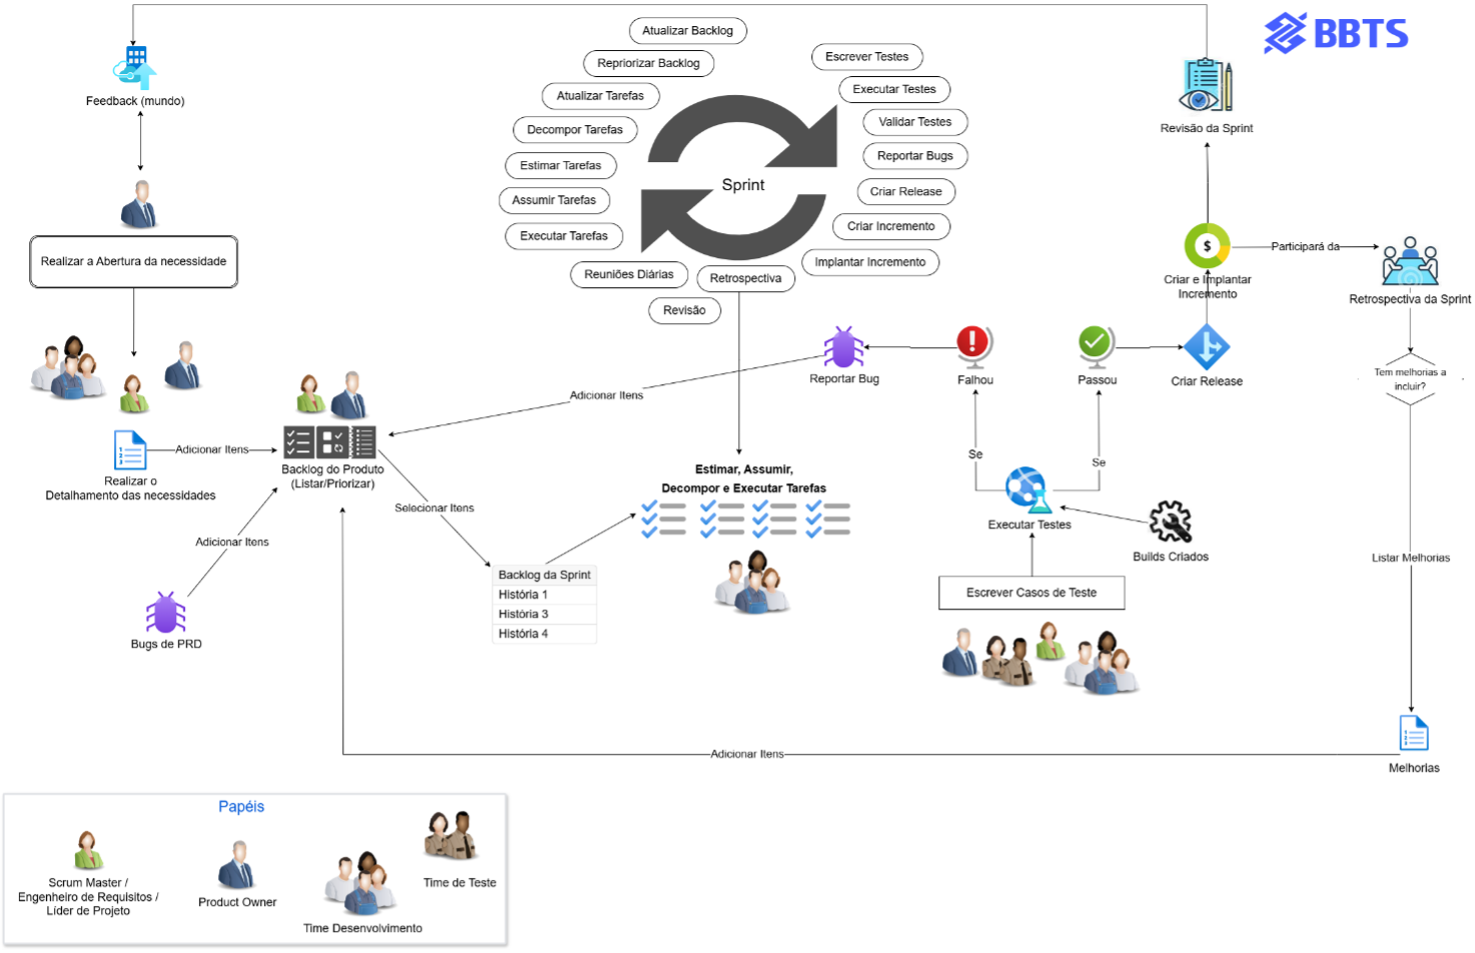 BBTS
Feedback (mundo)
Realizar a Abertura da necessidade
Adicionar Itens
Realizar o
Detalhamento das necessidades
Adicionar Itens
Bugs de PRD
Backlog do Produto
(Listar/Priorizar)
Selecionar Itens
Backlog da Sprint
História 1
História 3
História 4
Atualizar Backlog
Repriorizar Backlog
Atualizar Tarefas
Decompor Tarefas
Estimar Tarefas
Assumir Tarefas
Executar Tarefas
Reuniões Diárias
Revisão
Retrospectiva
Sprint
Escrever Testes
Executar Testes
Validar Testes
Reportar Bugs
Criar Release
Criar Incremento
Implantar Incremento
Estimar, Assumir,
Decompor e Executar Tarefas
Adicionar Itens
Reportar Bug
Falhou
Passou
Se
Se
Executar Testes
Builds Criados
Escrever Casos de Teste
Criar Release
Criar e Implantar
Incremento
Revisão da Sprint
Participará da
Retrospectiva da Sprint
Tem melhorias a
incluir?
Listar Melhorias
Melhorias
Adicionar Itens
Papéis
Scrum Master /
Engenheiro de Requisitos /
Líder de Projeto
Product Owner
Time Desenvolvimento
Time de Teste